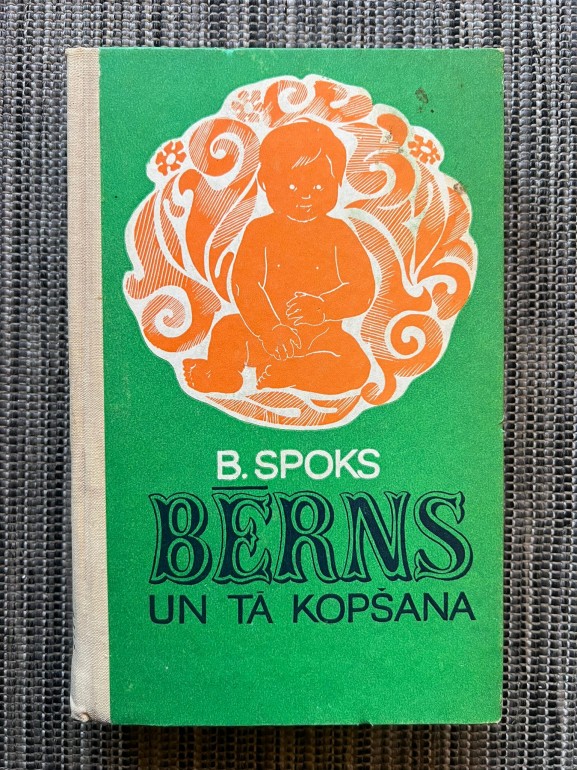 B. SPOKS
BĒRNS
UN TĀ KOPŠANA